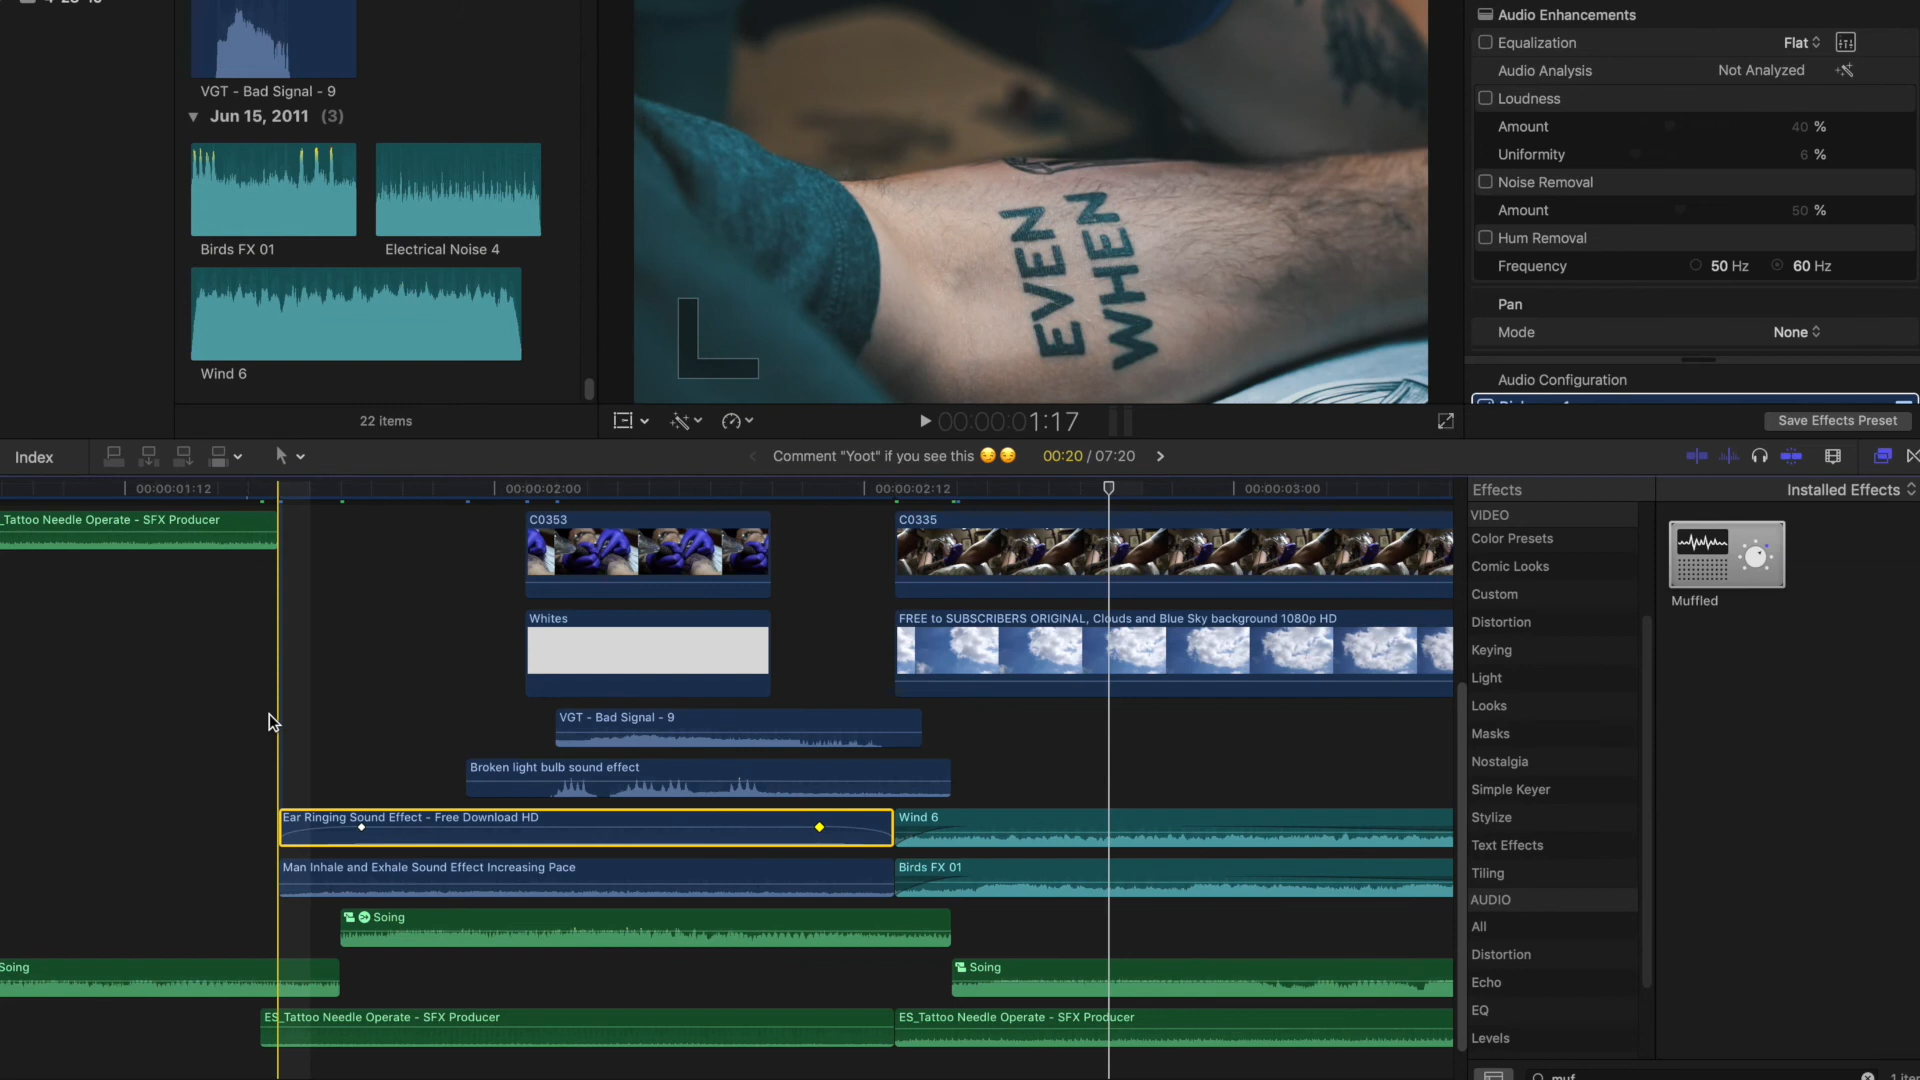 VGT - Bad Signal - 9
Jun 15, 2011 (3)
Birds FX 01
Electrical Noise 4
Wind 6
22 items
EVEN
WHEN
00:00:00:01:17
Audio Enhancements
Equalization Flat
Audio Analysis Not Analyzed
Loudness
Amount 40 %
Uniformity 6 %
Noise Removal
Amount 50 %
Hum Removal
Frequency 50 Hz 60 Hz
Pan
Mode None
Audio Configuration
Save Effects Preset
Index
Comment "Yoot" if you see this 😏😏 00:20 / 07:20
00:00:01:12
00:00:02:00
00:00:02:12
00:00:03:00
_Tattoo Needle Operate - SFX Producer
C0353
C0335
Whites
FREE to SUBSCRIBERS ORIGINAL, Clouds and Blue Sky background 1080p HD
VGT - Bad Signal - 9
Broken light bulb sound effect
Ear Ringing Sound Effect - Free Download HD
Wind 6
Man Inhale and Exhale Sound Effect Increasing Pace
Birds FX 01
Soing
Soing
Soing
ES_Tattoo Needle Operate - SFX Producer
ES_Tattoo Needle Operate - SFX Producer
Effects
Installed Effects
VIDEO
Color Presets
Comic Looks
Custom
Distortion
Keying
Light
Looks
Masks
Nostalgia
Simple Keyer
Stylize
Text Effects
Tiling
AUDIO
All
Distortion
Echo
EQ
Levels
Muffled
muf